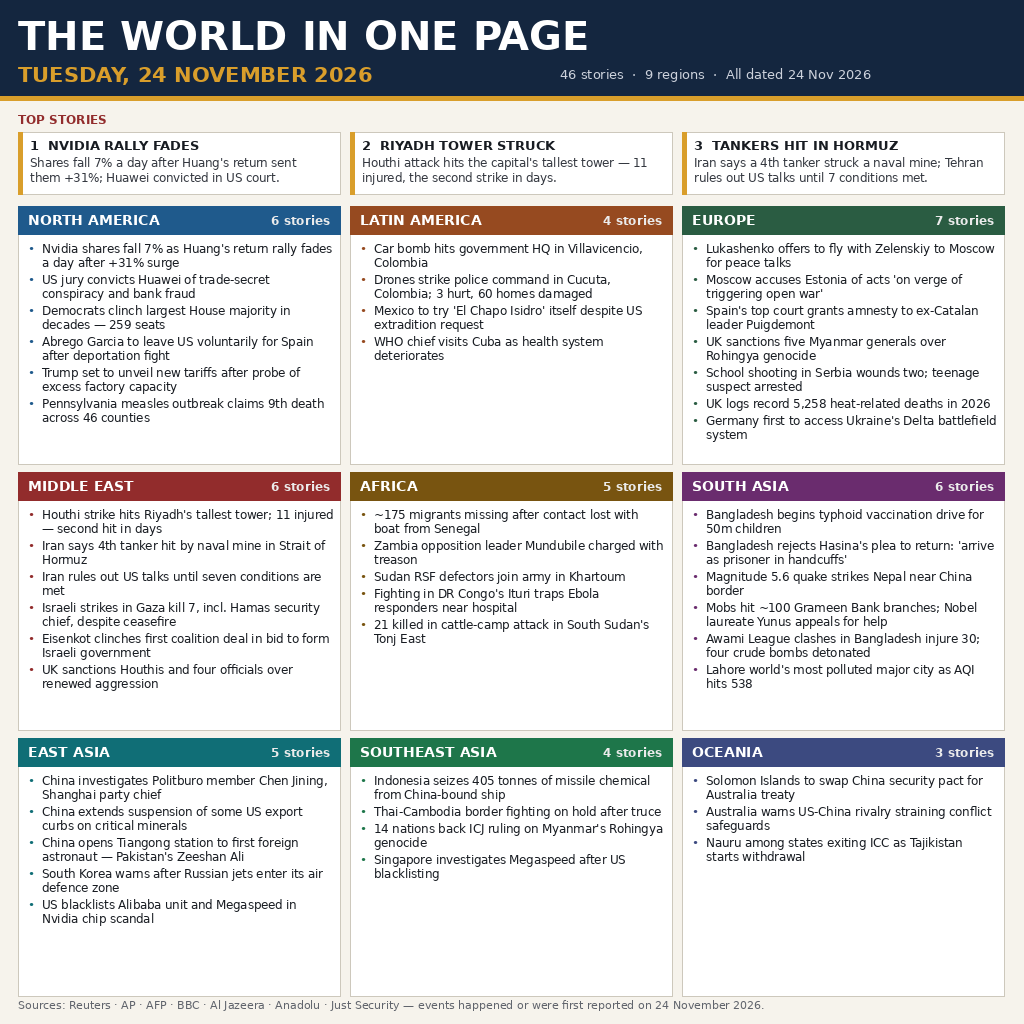 THE WORLD IN ONE PAGE
TUESDAY, 24 NOVEMBER 2026
46 stories · 9 regions · All dated 24 Nov 2026
TOP STORIES
1 NVIDIA RALLY FADES
Shares fall 7% a day after Huang's return sent
them +31%; Huawei convicted in US court.
2 RIYADH TOWER STRUCK
Houthi attack hits the capital's tallest tower — 11
injured, the second strike in days.
3 TANKERS HIT IN HORMUZ
Iran says a 4th tanker struck a naval mine; Tehran
rules out US talks until 7 conditions met.
NORTH AMERICA 6 stories
• Nvidia shares fall 7% as Huang's return rally fades
a day after +31% surge
• US jury convicts Huawei of trade-secret
conspiracy and bank fraud
• Democrats clinch largest House majority in
decades — 259 seats
• Abrego Garcia to leave US voluntarily for Spain
after deportation fight
• Trump set to unveil new tariffs after probe of
excess factory capacity
• Pennsylvania measles outbreak claims 9th death
across 46 counties
LATIN AMERICA 4 stories
• Car bomb hits government HQ in Villavicencio,
Colombia
• Drones strike police command in Cucuta,
Colombia; 3 hurt, 60 homes damaged
• Mexico to try 'El Chapo Isidro' itself despite US
extradition request
• WHO chief visits Cuba as health system
deteriorates
EUROPE 7 stories
• Lukashenko offers to fly with Zelenskiy to Moscow
for peace talks
• Moscow accuses Estonia of acts 'on verge of
triggering open war'
• Spain's top court grants amnesty to ex-Catalan
leader Puigdemont
• UK sanctions five Myanmar generals over
Rohingya genocide
• School shooting in Serbia wounds two; teenage
suspect arrested
• UK logs record 5,258 heat-related deaths in 2026
• Germany first to access Ukraine's Delta battlefield
system
MIDDLE EAST 6 stories
• Houthi strike hits Riyadh's tallest tower; 11 injured
— second hit in days
• Iran says 4th tanker hit by naval mine in Strait of
Hormuz
• Iran rules out US talks until seven conditions are
met
• Israeli strikes in Gaza kill 7, incl. Hamas security
chief, despite ceasefire
• Eisenkot clinches first coalition deal in bid to form
Israeli government
• UK sanctions Houthis and four officials over
renewed aggression
AFRICA 5 stories
• ~175 migrants missing after contact lost with
boat from Senegal
• Zambia opposition leader Mundubile charged with
treason
• Sudan RSF defectors join army in Khartoum
• Fighting in DR Congo's Ituri traps Ebola
responders near hospital
• 21 killed in cattle-camp attack in South Sudan's
Tonj East
SOUTH ASIA 6 stories
• Bangladesh begins typhoid vaccination drive for
50m children
• Bangladesh rejects Hasina's plea to return: 'arrive
as prisoner in handcuffs'
• Magnitude 5.6 quake strikes Nepal near China
border
• Mobs hit ~100 Grameen Bank branches; Nobel
laureate Yunus appeals for help
• Awami League clashes in Bangladesh injure 30;
four crude bombs detonated
• Lahore world's most polluted major city as AQI
hits 538
EAST ASIA 5 stories
• China investigates Politburo member Chen Jining,
Shanghai party chief
• China extends suspension of some US export
curbs on critical minerals
• China opens Tiangong station to first foreign
astronaut — Pakistan's Zeeshan Ali
• South Korea warns after Russian jets enter its air
defence zone
• US blacklists Alibaba unit and Megaspeed in
Nvidia chip scandal
SOUTHEAST ASIA 4 stories
• Indonesia seizes 405 tonnes of missile chemical
from China-bound ship
• Thai-Cambodia border fighting on hold after truce
• 14 nations back ICJ ruling on Myanmar's Rohingya
genocide
• Singapore investigates Megaspeed after US
blacklisting
OCEANIA 3 stories
• Solomon Islands to swap China security pact for
Australia treaty
• Australia warns US-China rivalry straining conflict
safeguards
• Nauru among states exiting ICC as Tajikistan
starts withdrawal
Sources: Reuters · AP · AFP · BBC · Al Jazeera · Anadolu · Just Security — events happened or were first reported on 24 November 2026.